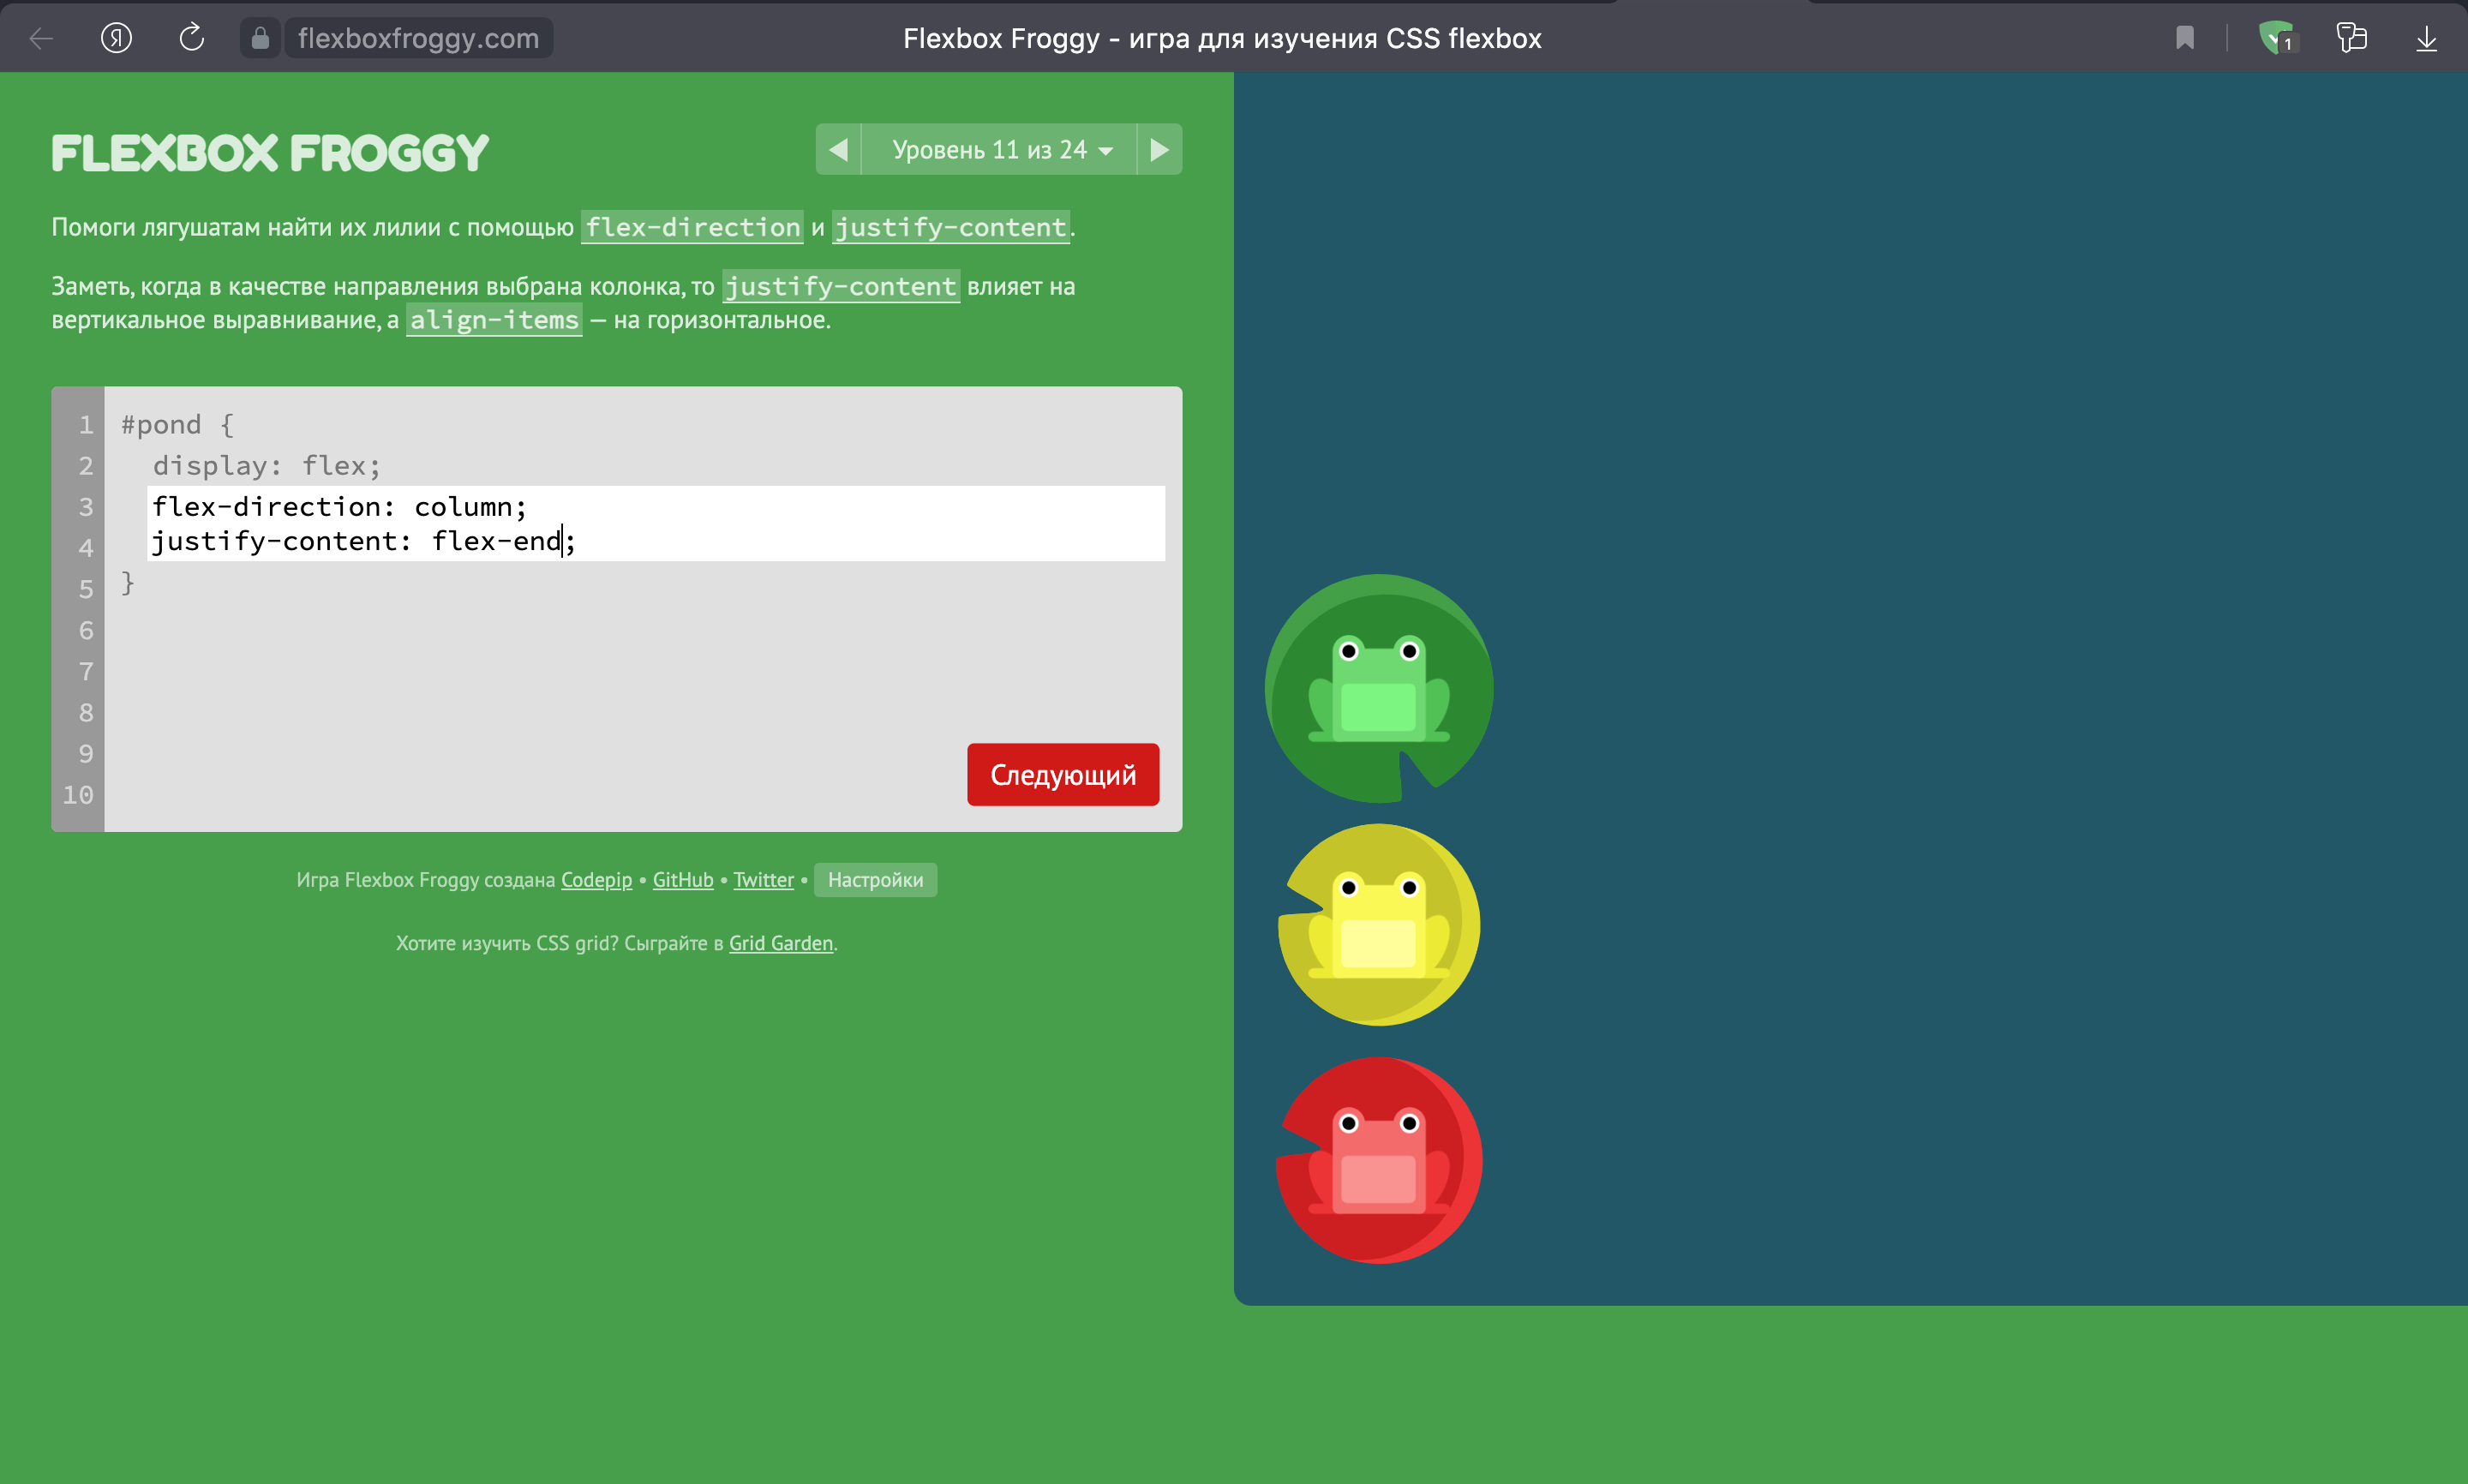 flexboxfroggy.com
Flexbox Froggy - игра для изучения CSS flexbox
1
FLEXBOX FROGGY
Уровень 11 из 24
Помоги лягушатам найти их лилии с помощью flex-direction и justify-content.
Заметь, когда в качестве направления выбрана колонка, то justify-content влияет на
вертикальное выравнивание, а align-items — на горизонтальное.
1 #pond {
2 display: flex;
3 flex-direction: column;
4 justify-content: flex-end;
5 }
6
7
8
9
10
Следующий
Игра Flexbox Froggy создана Codepip • GitHub • Twitter • Настройки
Хотите изучить CSS grid? Сыграйте в Grid Garden.